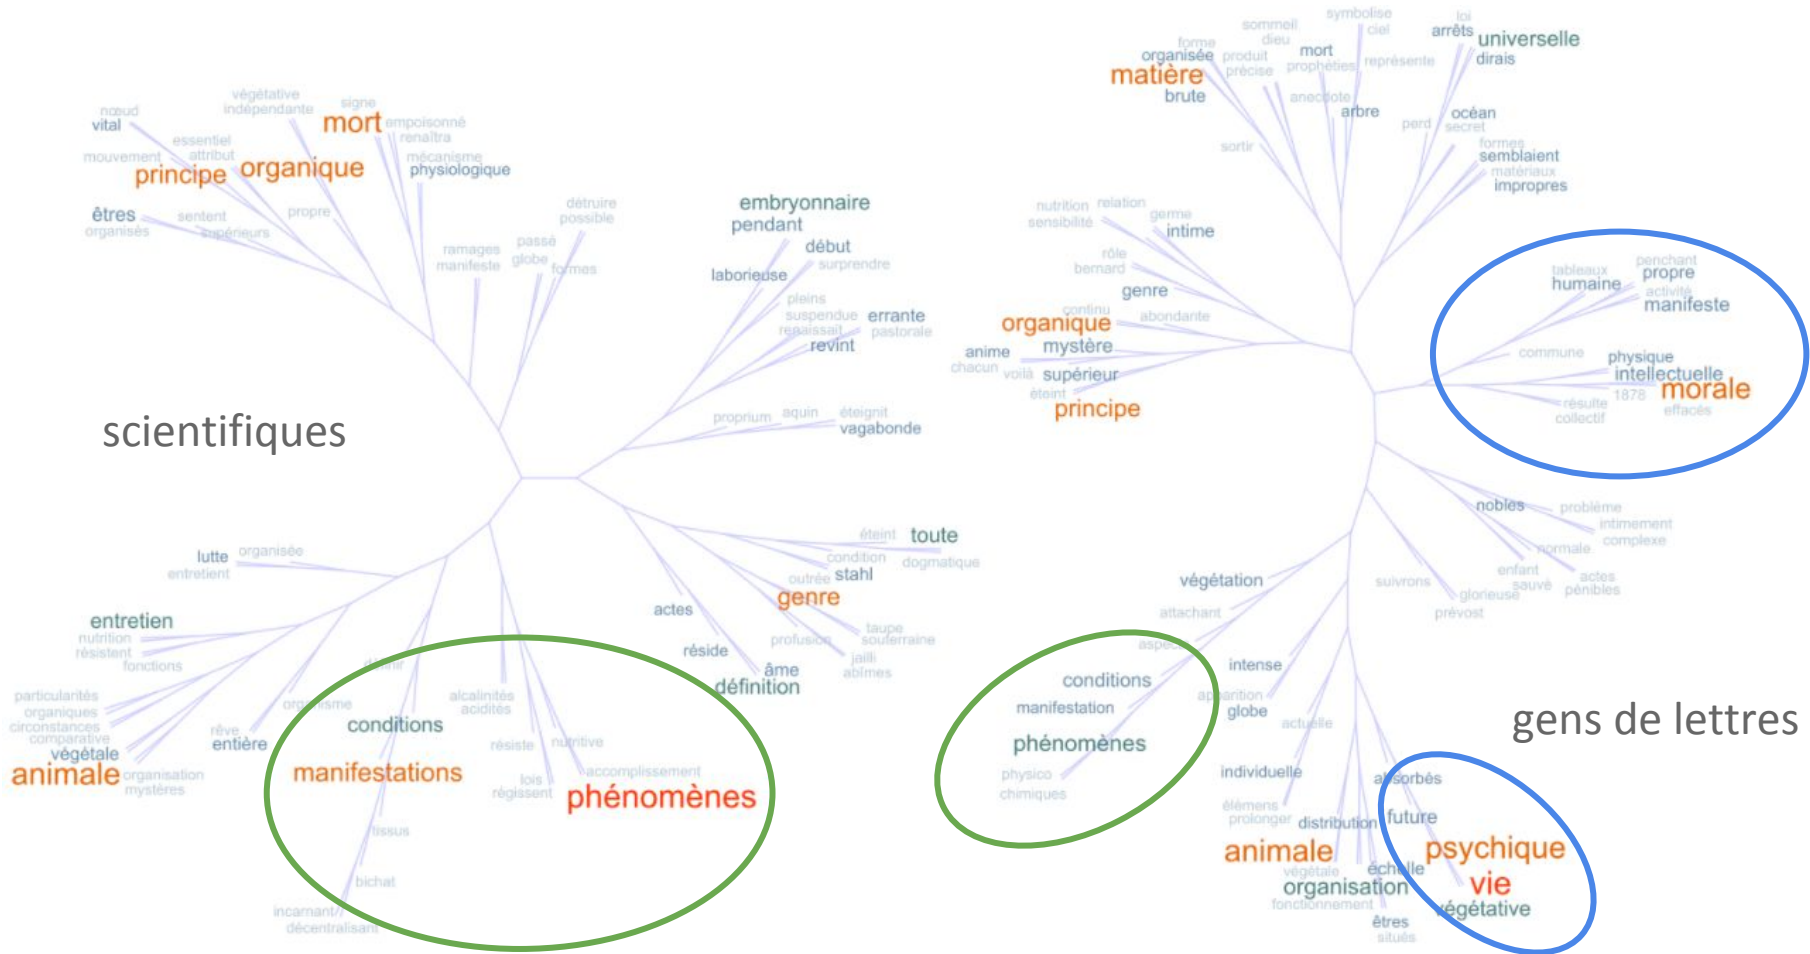 nœud
vital
végétative
indépendante
signe
mort
empoisonné
renaîtra
essentiel
mouvement
attribut
principe
organique
mécanisme
physiologique
êtres
organisés
sentent
supérieurs
propre
détruire
possible
ramages
manifeste
passé
globe
formes
embryonnaire
pendant
début
surprendre
laborieuse
pleins
suspendue
errante
renaissait
pastorale
revint
proprium
aquin
éteignit
vagabonde
scientifiques
lutte
organisée
entretient
entretien
nutrition
résistent
fonctions
particularités
organiques
circonstances
comparative
végétale
animale
organisation
mystères
rêve
entière
organisme
définir
conditions
manifestations
tissus
bichat
incarnant
décentralisant
alcalinités
acidités
résiste
nutritive
lois
régissent
accomplissement
phénomènes
éteint
toute
condition
dogmatique
outrée
stahl
genre
actes
profusion
taupe
souterraine
réside
jailli
abîmes
âme
définition
forme
organisée
matière
brute
produit
précise
sommeil
dieu
mort
prophéties
symbolise
ciel
représente
anecdote
arbre
sortir
loi
arrêts
universelle
dirais
océan
perd
secret
formes
semblaient
matériaux
impropres
nutrition
relation
sensibilité
germe
intime
rôle
bernard
genre
continu
organique
abondante
anime
mystère
chacun
voilà
supérieur
éteint
principe
tableaux
humaine
penchant
propre
activité
manifeste
commune
physique
intellectuelle
morale
1878
résulte
collectif
effacés
nobles
problème
intimement
complexe
normale
enfant
sauvé
actes
pénibles
suivrons
glorieuse
prévost
végétation
attachant
aspects
conditions
manifestation
phénomènes
physico
chimiques
intense
apparition
globe
actuelle
individuelle
élémens
prolonger
distribution
animale
végétale
organisation
fonctionnement
échelle
êtres
situés
absorbés
future
psychique
vie
végétative
gens de lettres